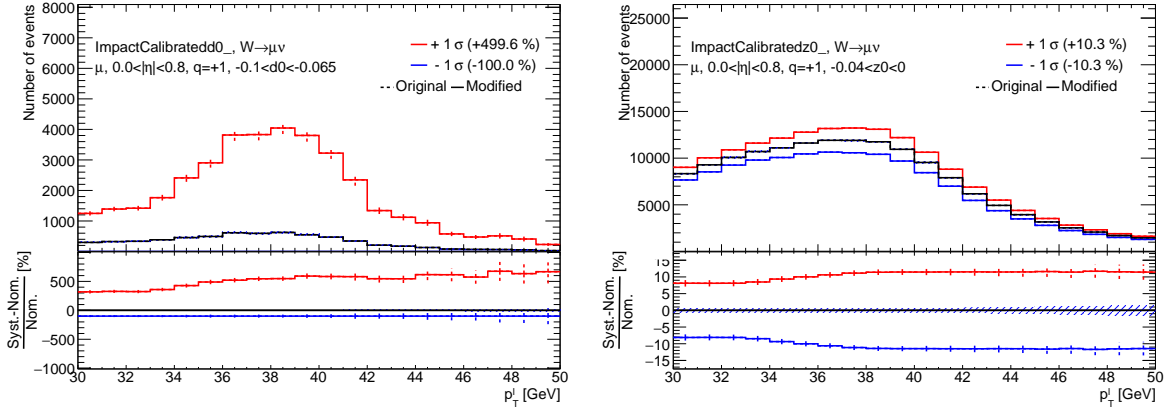 8000
7000
6000
5000
4000
3000
2000
1000
Number of events
ImpactCalibratedd0_, W→μν
μ, 0.0<|η|<0.8, q=+1, -0.1<d0<-0.065
+ 1 σ (+499.6 %)
- 1 σ (-100.0 %)
Original Modified
500
0
−500
−1000
Syst.-Nom. [%]
Nom.
30 32 34 36 38 40 42 44 46 48 50
p_T^l [GeV]
25000
20000
15000
10000
5000
Number of events
ImpactCalibratedz0_, W→μν
μ, 0.0<|η|<0.8, q=+1, -0.04<z0<0
+ 1 σ (+10.3 %)
- 1 σ (-10.3 %)
Original Modified
15
10
5
0
−5
−10
−15
Syst.-Nom. [%]
Nom.
30 32 34 36 38 40 42 44 46 48 50
p_T^l [GeV]